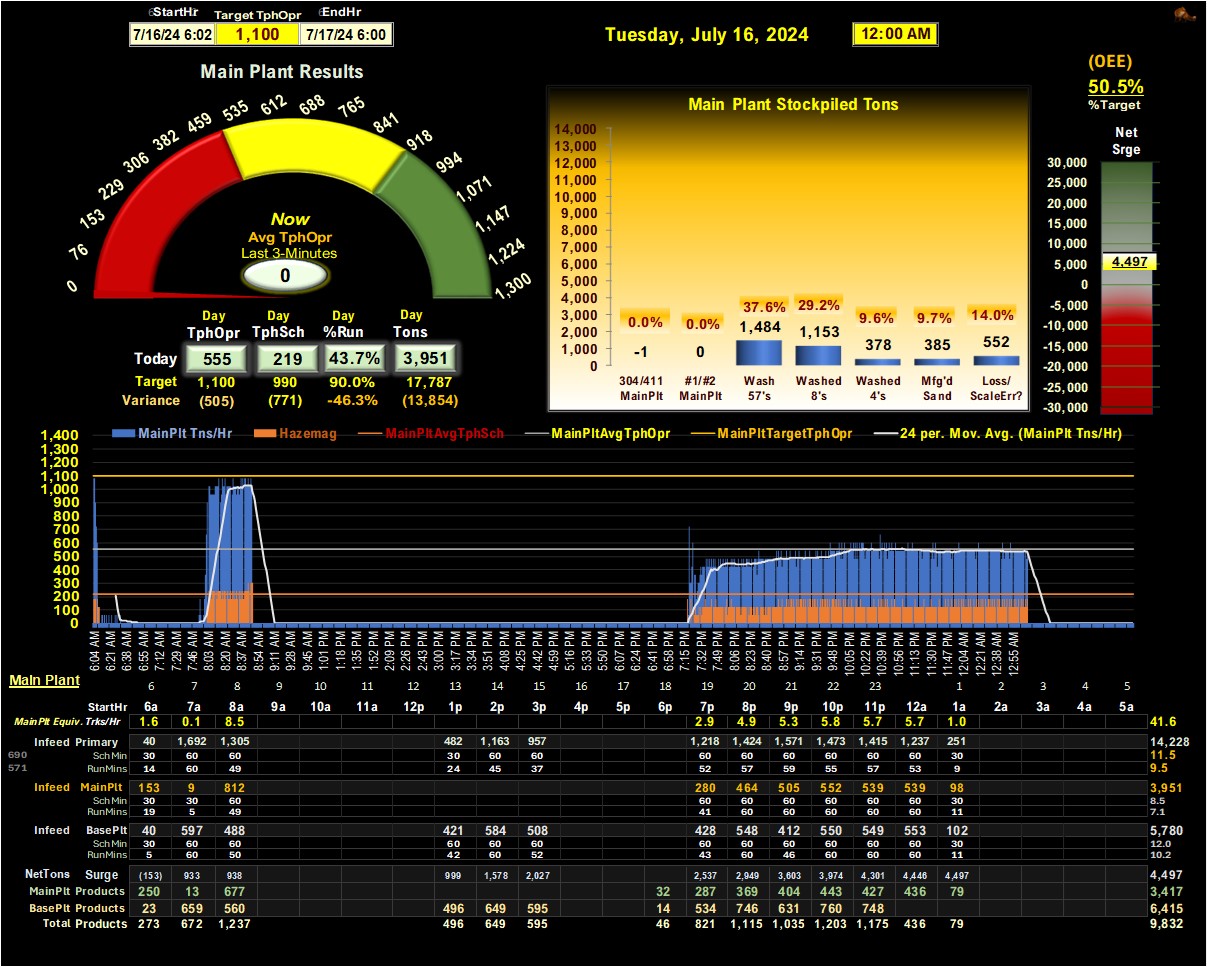 StartHr Target TphOpr EndHr
7/16/24 6:02 1,100 7/17/24 6:00
Tuesday, July 16, 2024 12:00 AM
(OEE)
50.5%
%Target
Main Plant Results
0 76 153 229 306 382 459 535 612 688 765 841 918 994 1,071 1,147 1,224 1,300
Now
Avg TphOpr
Last 3-Minutes
0
Day Day Day Day
TphOpr TphSch %Run Tons
Today 555 219 43.7% 3,951
Target 1,100 990 90.0% 17,787
Variance (505) (771) -46.3% (13,854)
Main Plant Stockpiled Tons
14,000
13,000
12,000
11,000
10,000
9,000
8,000
7,000
6,000
5,000
4,000
3,000
2,000
1,000
0
0.0% 0.0% 37.6% 29.2% 9.6% 9.7% 14.0%
-1 0 1,484 1,153 378 385 552
304/411 #1/#2 Wash Washed Washed Mfg'd Loss/
MainPlt MainPlt 57's 8's 4's Sand ScaleErr?
Net
Srge
30,000
25,000
20,000
15,000
10,000
5,000
0
-5,000
-10,000
-15,000
-20,000
-25,000
-30,000
4,497
MainPlt Tns/Hr Hazemag MainPltAvgTphSch MainPltAvgTphOpr MainPltTargetTphOpr 24 per. Mov. Avg. (MainPlt Tns/Hr)
1,400
1,300
1,200
1,100
1,000
900
800
700
600
500
400
300
200
100
0
6:04 AM 6:21 AM 6:38 AM 6:55 AM 7:12 AM 7:29 AM 7:46 AM 8:03 AM 8:20 AM 8:37 AM 8:54 AM 9:11 AM 9:28 AM 9:45 AM 1:01 PM 1:18 PM 1:35 PM 1:52 PM 2:09 PM 2:26 PM 2:43 PM 3:00 PM 3:17 PM 3:34 PM 3:51 PM 4:08 PM 4:25 PM 4:42 PM 4:59 PM 5:16 PM 5:33 PM 5:50 PM 6:07 PM 6:24 PM 6:41 PM 6:58 PM 7:15 PM 7:32 PM 7:49 PM 8:06 PM 8:23 PM 8:40 PM 8:57 PM 9:14 PM 9:31 PM 9:48 PM 10:05 PM 10:22 PM 10:39 PM 10:56 PM 11:13 PM 11:30 PM 11:47 PM 12:04 AM 12:21 AM 12:38 AM 12:55 AM
Main Plant
6 7 8 9 10 11 12 13 14 15 16 17 18 19 20 21 22 23 1 2 3 4 5
StartHr 6a 7a 8a 9a 10a 11a 12p 1p 2p 3p 4p 5p 6p 7p 8p 9p 10p 11p 12a 1a 2a 3a 4a 5a
MainPlt Equiv. Trks/Hr 1.6 0.1 8.5 2.9 4.9 5.3 5.8 5.7 5.7 1.0 41.6
Infeed Primary 40 1,692 1,305 482 1,163 957 1,218 1,424 1,571 1,473 1,415 1,237 251 14,228
690 SchMin 30 60 60 30 60 60 60 60 60 60 60 60 30 11.5
571 RunMins 14 60 49 24 45 37 52 57 59 55 57 53 9 9.5
Infeed MainPlt 153 9 812 280 464 505 552 539 539 98 3,951
SchMin 30 30 60 60 60 60 60 60 60 30 8.5
RunMins 19 5 49 41 60 60 60 60 60 11 7.1
Infeed BasePlt 40 597 488 421 584 508 428 548 412 550 549 553 102 5,780
SchMin 30 60 60 60 60 60 60 60 60 60 60 60 30 12.0
RunMins 5 60 50 42 60 52 43 60 46 60 60 60 11 10.2
NetTons Surge (153) 933 938 999 1,578 2,027 2,537 2,949 3,603 3,974 4,301 4,446 4,497 4,497
MainPlt Products 250 13 677 32 287 369 404 443 427 436 79 3,417
BasePlt Products 23 659 560 496 649 595 14 534 746 631 760 748 6,415
Total Products 273 672 1,237 496 649 595 46 821 1,115 1,035 1,203 1,175 436 79 9,832